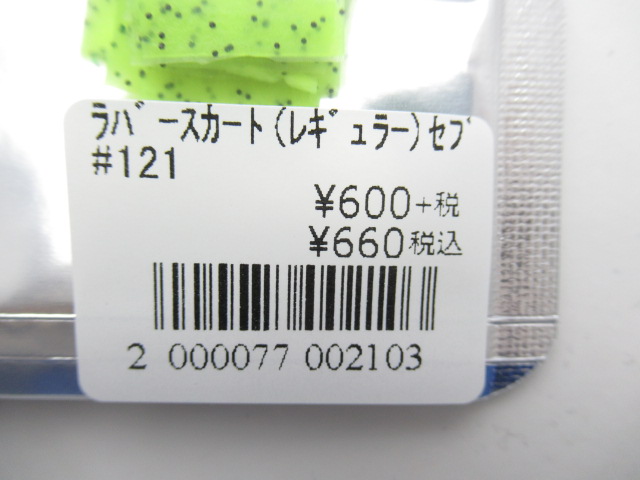 ラバースカート(レギュラー)セブ
#121
¥600+税
¥660税込
2 000077 002103